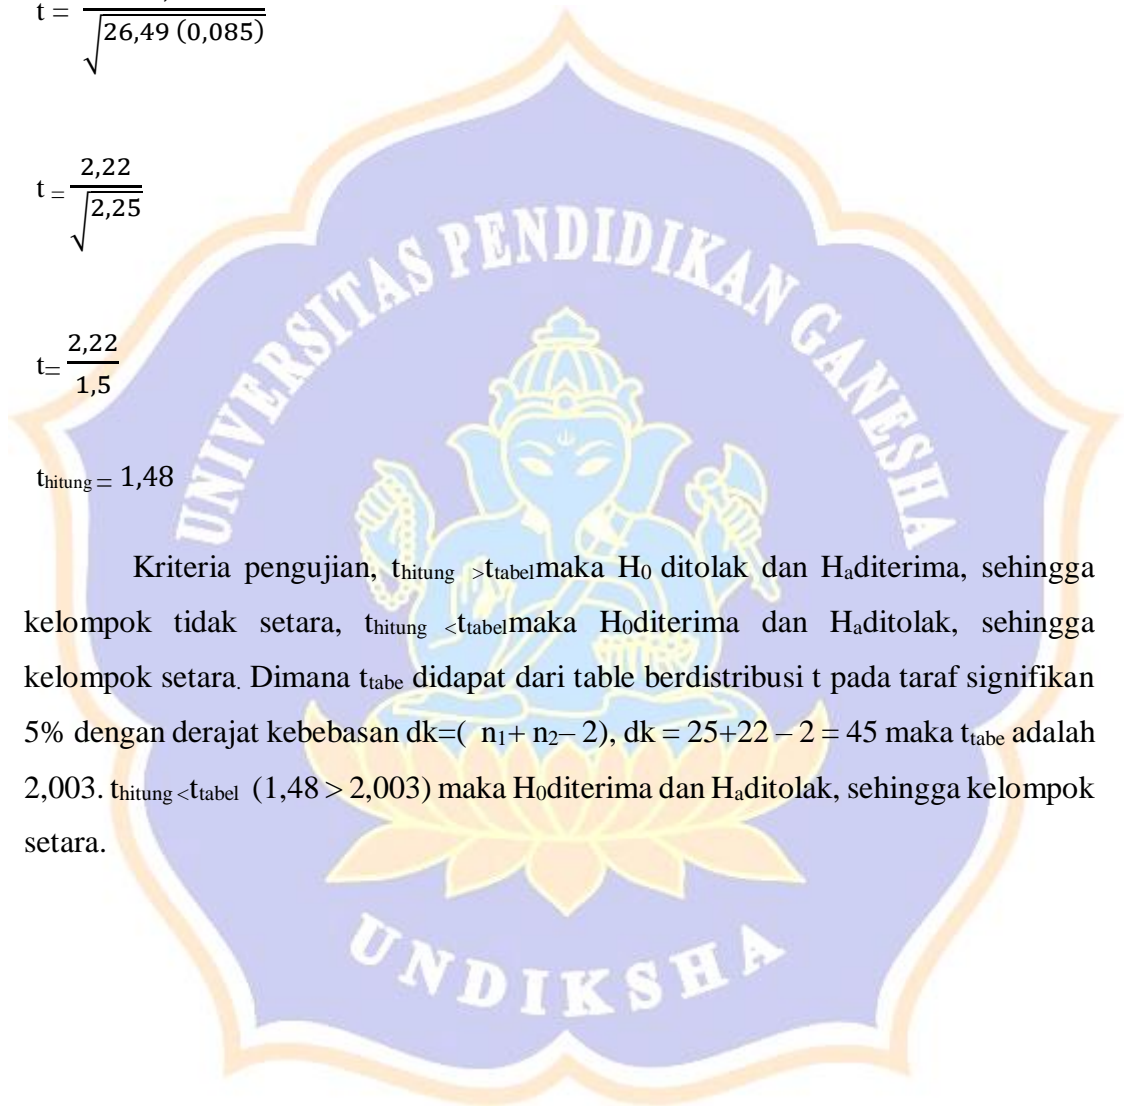 t =
√26,49 (0,085)
t = 2,22
√2,25
t= 2,22
1,5
thitung = 1,48
UNIVERSITAS PENDIDIKAN GANESHA
Kriteria pengujian, thitung >ttabelmaka H0 ditolak dan Haditerima, sehingga
kelompok tidak setara, thitung <ttabelmaka H0diterima dan Haditolak, sehingga
kelompok setara. Dimana ttabe didapat dari table berdistribusi t pada taraf signifikan
5% dengan derajat kebebasan dk=( n1+ n2– 2), dk = 25+22 – 2 = 45 maka ttabe adalah
2,003. thitung <ttabel (1,48 > 2,003) maka H0diterima dan Haditolak, sehingga kelompok
setara.
UNDIKSHA